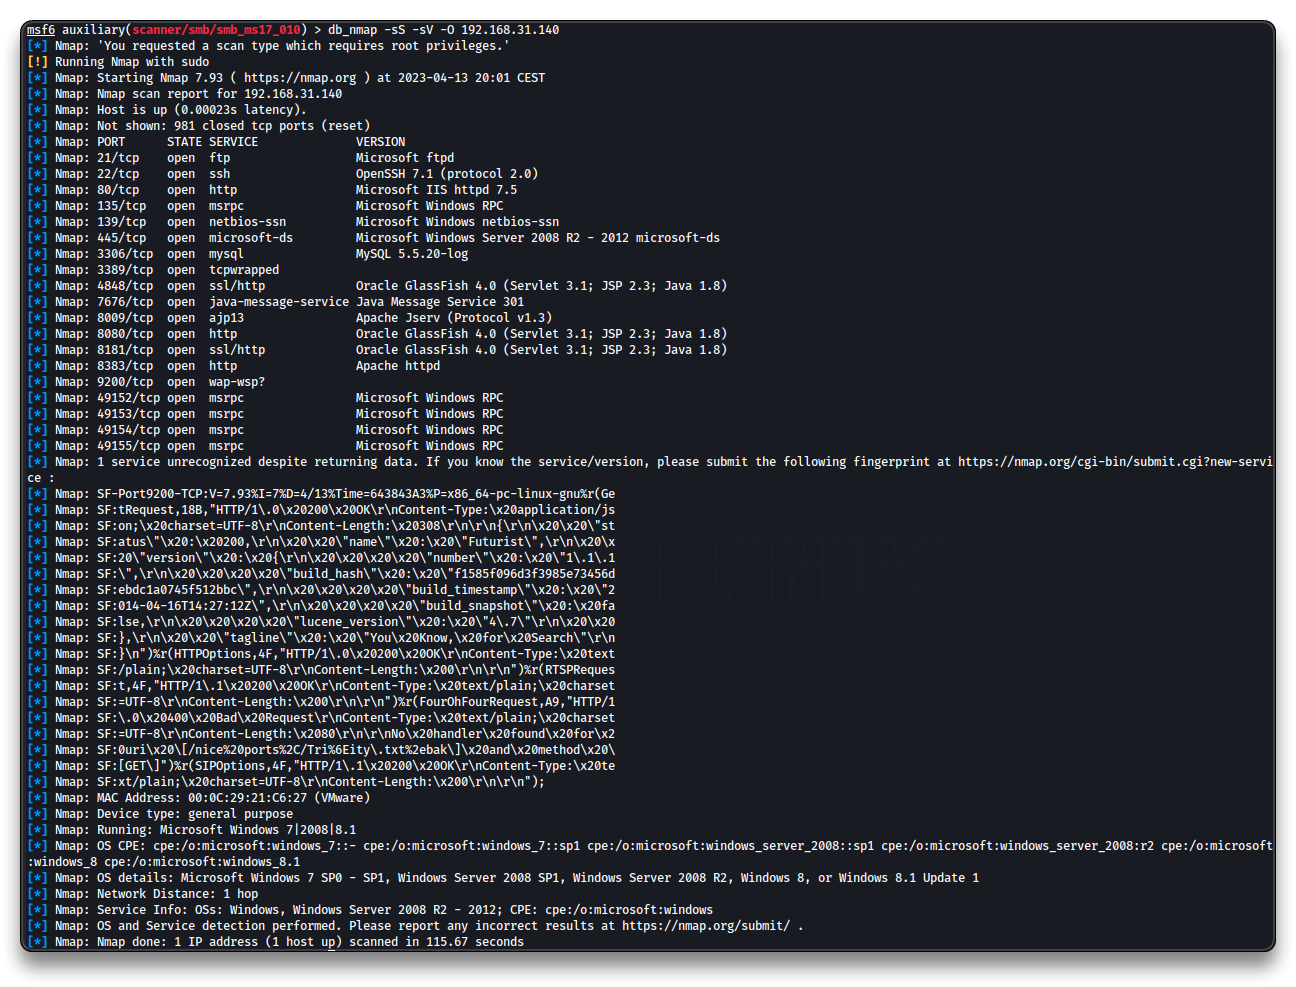 msf6 auxiliary(scanner/smb/smb_ms17_010) > db_nmap -sS -sV -O 192.168.31.140
[*] Nmap: 'You requested a scan type which requires root privileges.'
[!] Running Nmap with sudo
[*] Nmap: Starting Nmap 7.93 ( https://nmap.org ) at 2023-04-13 20:01 CEST
[*] Nmap: Nmap scan report for 192.168.31.140
[*] Nmap: Host is up (0.00023s latency).
[*] Nmap: Not shown: 981 closed tcp ports (reset)
[*] Nmap: PORT      STATE SERVICE              VERSION
[*] Nmap: 21/tcp    open  ftp                  Microsoft ftpd
[*] Nmap: 22/tcp    open  ssh                  OpenSSH 7.1 (protocol 2.0)
[*] Nmap: 80/tcp    open  http                 Microsoft IIS httpd 7.5
[*] Nmap: 135/tcp   open  msrpc                Microsoft Windows RPC
[*] Nmap: 139/tcp   open  netbios-ssn          Microsoft Windows netbios-ssn
[*] Nmap: 445/tcp   open  microsoft-ds         Microsoft Windows Server 2008 R2 - 2012 microsoft-ds
[*] Nmap: 3306/tcp  open  mysql                MySQL 5.5.20-log
[*] Nmap: 3389/tcp  open  tcpwrapped
[*] Nmap: 4848/tcp  open  ssl/http             Oracle GlassFish 4.0 (Servlet 3.1; JSP 2.3; Java 1.8)
[*] Nmap: 7676/tcp  open  java-message-service Java Message Service 301
[*] Nmap: 8009/tcp  open  ajp13                Apache Jserv (Protocol v1.3)
[*] Nmap: 8080/tcp  open  http                 Oracle GlassFish 4.0 (Servlet 3.1; JSP 2.3; Java 1.8)
[*] Nmap: 8181/tcp  open  ssl/http             Oracle GlassFish 4.0 (Servlet 3.1; JSP 2.3; Java 1.8)
[*] Nmap: 8383/tcp  open  http                 Apache httpd
[*] Nmap: 9200/tcp  open  wap-wsp?
[*] Nmap: 49152/tcp open  msrpc                Microsoft Windows RPC
[*] Nmap: 49153/tcp open  msrpc                Microsoft Windows RPC
[*] Nmap: 49154/tcp open  msrpc                Microsoft Windows RPC
[*] Nmap: 49155/tcp open  msrpc                Microsoft Windows RPC
[*] Nmap: 1 service unrecognized despite returning data. If you know the service/version, please submit the following fingerprint at https://nmap.org/cgi-bin/submit.cgi?new-servi
ce :
[*] Nmap: SF-Port9200-TCP:V=7.93%I=7%D=4/13%Time=643843A3%P=x86_64-pc-linux-gnu%r(Ge
[*] Nmap: SF:tRequest,18B,"HTTP/1\.0\x20200\x20OK\r\nContent-Type:\x20application/js
[*] Nmap: SF:on;\x20charset=UTF-8\r\nContent-Length:\x20308\r\n\r\n{\r\n\x20\x20\"st
[*] Nmap: SF:atus\"\x20:\x20200,\r\n\x20\x20\"name\"\x20:\x20\"Futurist\",\r\n\x20\x
[*] Nmap: SF:20\"version\"\x20:\x20{\r\n\x20\x20\x20\x20\"number\"\x20:\x20\"1\.1\.1
[*] Nmap: SF:\",\r\n\x20\x20\x20\x20\"build_hash\"\x20:\x20\"f1585f096d3f3985e73456d
[*] Nmap: SF:ebdc1a0745f512bbc\",\r\n\x20\x20\x20\x20\"build_timestamp\"\x20:\x20\"2
[*] Nmap: SF:014-04-16T14:27:12Z\",\r\n\x20\x20\x20\x20\"build_snapshot\"\x20:\x20fa
[*] Nmap: SF:lse,\r\n\x20\x20\x20\x20\"lucene_version\"\x20:\x20\"4\.7\"\r\n\x20\x20
[*] Nmap: SF:},\r\n\x20\x20\"tagline\"\x20:\x20\"You\x20Know,\x20for\x20Search\"\r\n
[*] Nmap: SF:}\n")%r(HTTPOptions,4F,"HTTP/1\.0\x20200\x20OK\r\nContent-Type:\x20text
[*] Nmap: SF:/plain;\x20charset=UTF-8\r\nContent-Length:\x200\r\n\r\n")%r(RTSPReques
[*] Nmap: SF:t,4F,"HTTP/1\.1\x20200\x20OK\r\nContent-Type:\x20text/plain;\x20charset
[*] Nmap: SF:=UTF-8\r\nContent-Length:\x200\r\n\r\n")%r(FourOhFourRequest,A9,"HTTP/1
[*] Nmap: SF:\.0\x20400\x20Bad\x20Request\r\nContent-Type:\x20text/plain;\x20charset
[*] Nmap: SF:=UTF-8\r\nContent-Length:\x2080\r\n\r\nNo\x20handler\x20found\x20for\x2
[*] Nmap: SF:0uri\x20\[/nice%20ports%2C/Tri%6Eity\.txt%2ebak\]\x20and\x20method\x20\
[*] Nmap: SF:[GET\]")%r(SIPOptions,4F,"HTTP/1\.1\x20200\x20OK\r\nContent-Type:\x20te
[*] Nmap: SF:xt/plain;\x20charset=UTF-8\r\nContent-Length:\x200\r\n\r\n");
[*] Nmap: MAC Address: 00:0C:29:21:C6:27 (VMware)
[*] Nmap: Device type: general purpose
[*] Nmap: Running: Microsoft Windows 7|2008|8.1
[*] Nmap: OS CPE: cpe:/o:microsoft:windows_7::- cpe:/o:microsoft:windows_7::sp1 cpe:/o:microsoft:windows_server_2008::sp1 cpe:/o:microsoft:windows_server_2008:r2 cpe:/o:microsoft
:windows_8 cpe:/o:microsoft:windows_8.1
[*] Nmap: OS details: Microsoft Windows 7 SP0 - SP1, Windows Server 2008 SP1, Windows Server 2008 R2, Windows 8, or Windows 8.1 Update 1
[*] Nmap: Network Distance: 1 hop
[*] Nmap: Service Info: OSs: Windows, Windows Server 2008 R2 - 2012; CPE: cpe:/o:microsoft:windows
[*] Nmap: OS and Service detection performed. Please report any incorrect results at https://nmap.org/submit/ .
[*] Nmap: Nmap done: 1 IP address (1 host up) scanned in 115.67 seconds